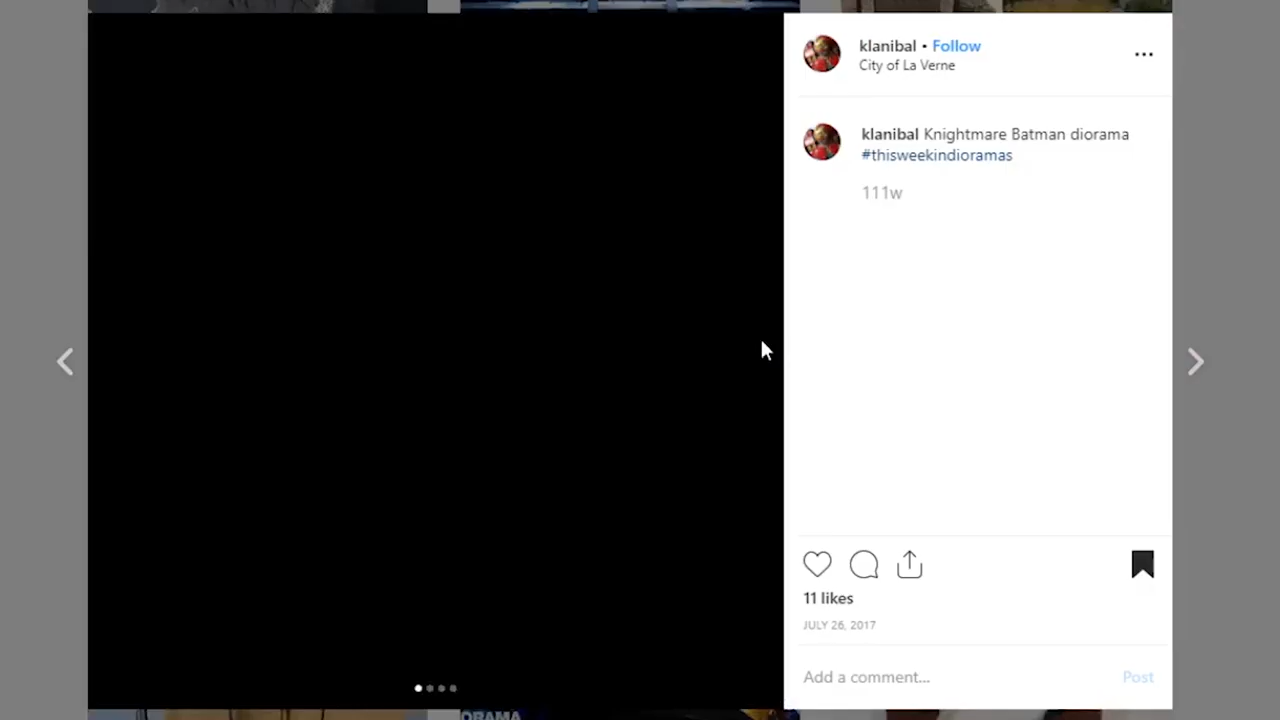 klanibal • Follow
City of La Verne
klanibal Knightmare Batman diorama
#thisweekindioramas
111w
11 likes
JULY 26, 2017
Add a comment... Post
ORAMA